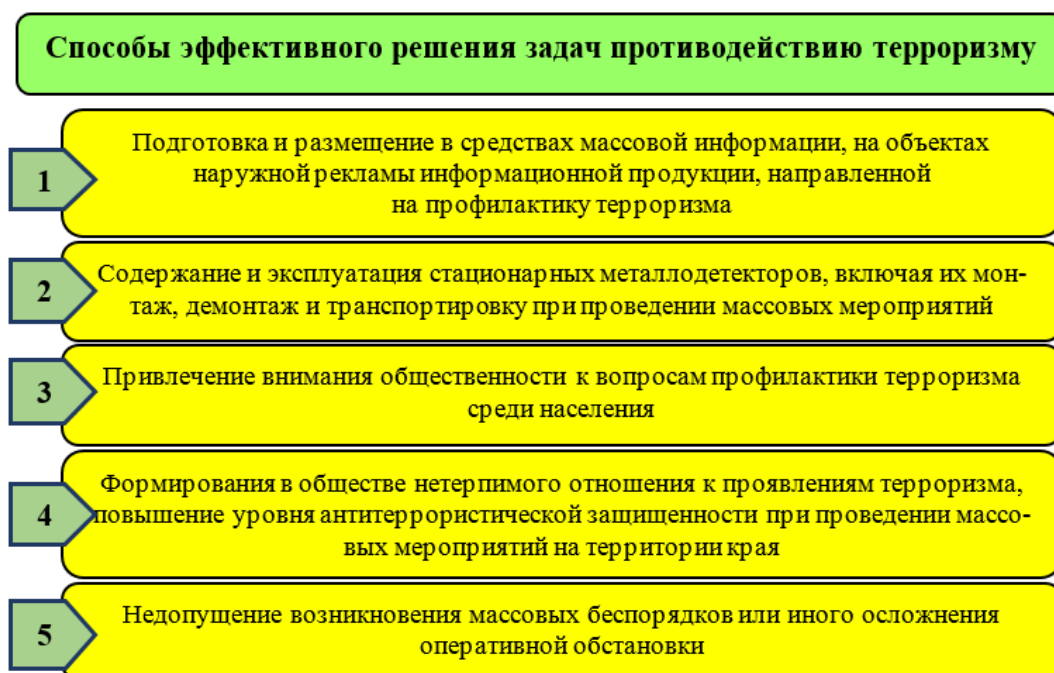 Способы эффективного решения задач противодействию терроризму
1
Подготовка и размещение в средствах массовой информации, на объектах
наружной рекламы информационной продукции, направленной
на профилактику терроризма
2
Содержание и эксплуатация стационарных металлодетекторов, включая их мон-
таж, демонтаж и транспортировку при проведении массовых мероприятий
3
Привлечение внимания общественности к вопросам профилактики терроризма
среди населения
4
Формирования в обществе нетерпимого отношения к проявлениям терроризма,
повышение уровня антитеррористической защищенности при проведении массо-
вых мероприятий на территории края
5
Недопущение возникновения массовых беспорядков или иного осложнения
оперативной обстановки